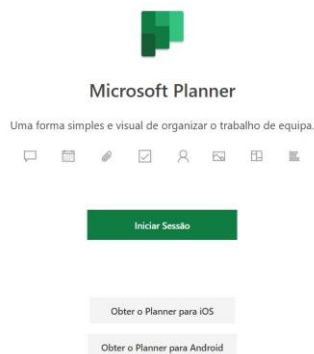 Microsoft Planner
Uma forma simples e visual de organizar o trabalho de equipa.
Iniciar Sessão
Obter o Planner para iOS
Obter o Planner para Android